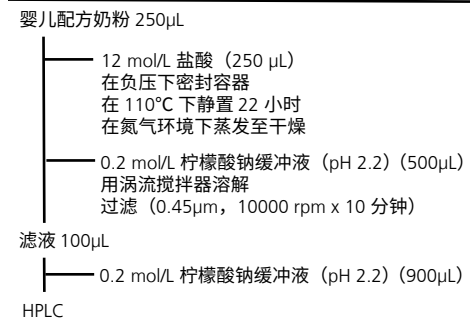 婴儿配方奶粉 250µL
12 mol/L 盐酸（250 µL）
在负压下密封容器
在 110℃ 下静置 22 小时
在氮气环境下蒸发至干燥
0.2 mol/L 柠檬酸钠缓冲液（pH 2.2）（500µL）
用涡流搅拌器溶解
过滤（0.45µm，10000 rpm x 10 分钟）
滤液 100µL
0.2 mol/L 柠檬酸钠缓冲液（pH 2.2）（900µL）
HPLC